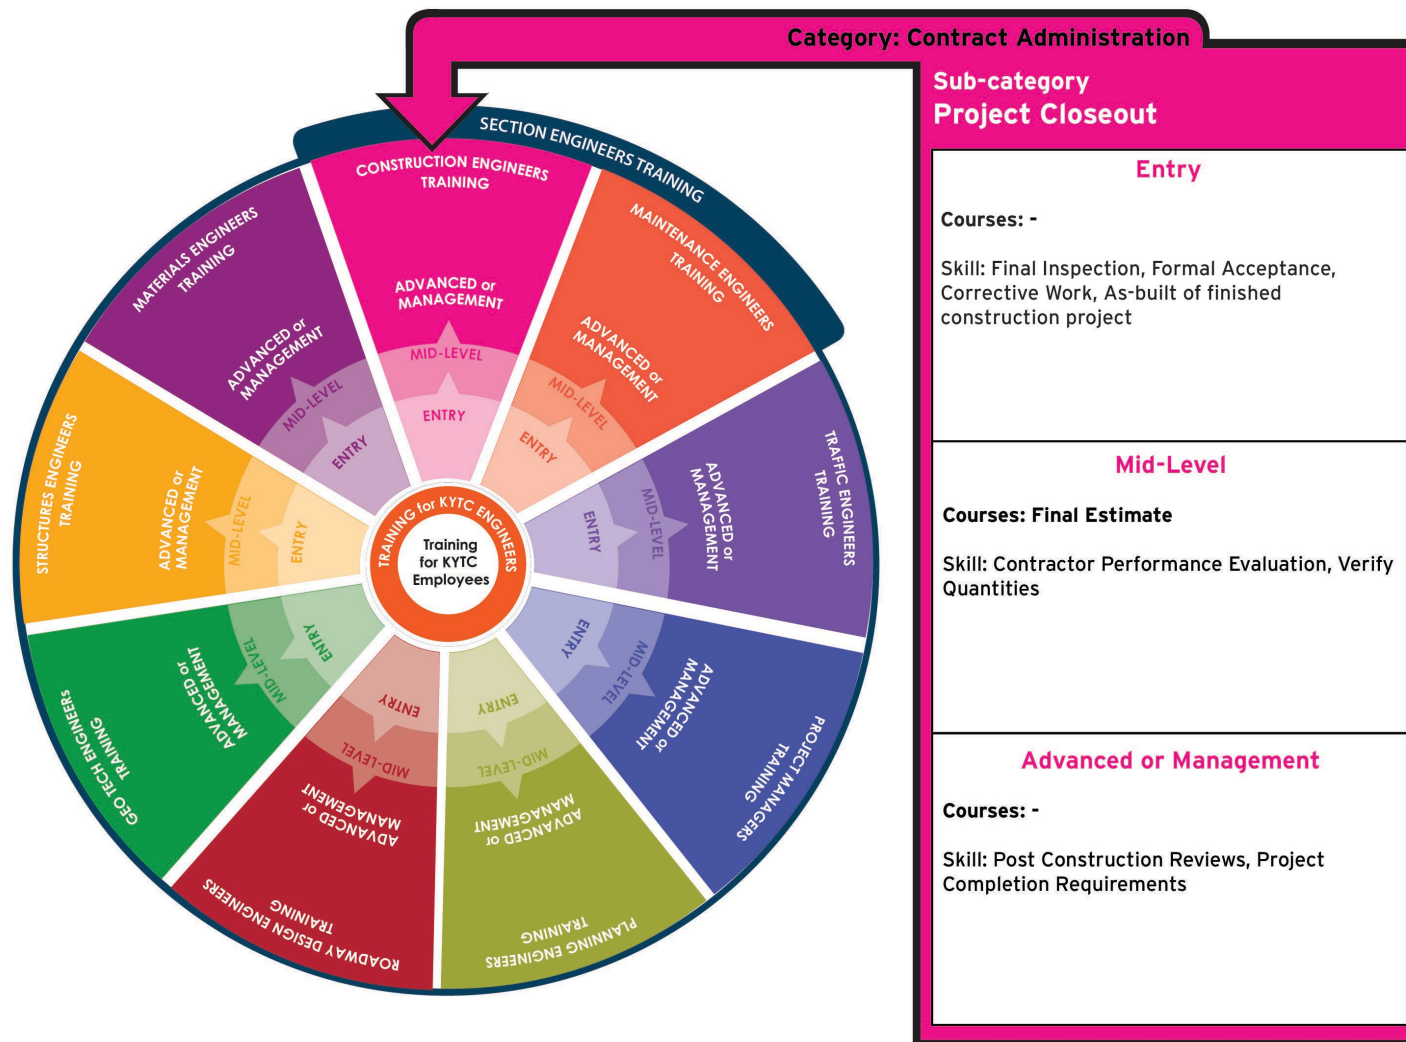 Category: Contract Administration
Sub-category
Project Closeout
Entry
Courses: -
Skill: Final Inspection, Formal Acceptance,
Corrective Work, As-built of finished
construction project
Mid-Level
Courses: Final Estimate
Skill: Contractor Performance Evaluation, Verify
Quantities
Advanced or Management
Courses: -
Skill: Post Construction Reviews, Project
Completion Requirements
SECTION ENGINEERS TRAINING
CONSTRUCTION ENGINEERS
TRAINING
ADVANCED or
MANAGEMENT
MID-LEVEL
ENTRY
MAINTENANCE ENGINEERS
TRAINING
ADVANCED or
MANAGEMENT
MID-LEVEL
ENTRY
TRAFFIC ENGINEERS
TRAINING
ADVANCED or
MANAGEMENT
MID-LEVEL
ENTRY
PROJECT MANAGERS
TRAINING
ADVANCED or
MANAGEMENT
MID-LEVEL
ENTRY
PLANNING ENGINEERS
TRAINING
ADVANCED or
MANAGEMENT
MID-LEVEL
ENTRY
ROADWAY DESIGN ENGINEERS
TRAINING
ADVANCED or
MANAGEMENT
MID-LEVEL
ENTRY
GEO TECH ENGINEERS
TRAINING
ADVANCED or
MANAGEMENT
MID-LEVEL
ENTRY
STRUCTURES ENGINEERS
TRAINING
ADVANCED or
MANAGEMENT
MID-LEVEL
ENTRY
MATERIALS ENGINEERS
TRAINING
ADVANCED or
MANAGEMENT
MID-LEVEL
ENTRY
TRAINING for KYTC ENGINEERS
Training
for KYTC
Employees